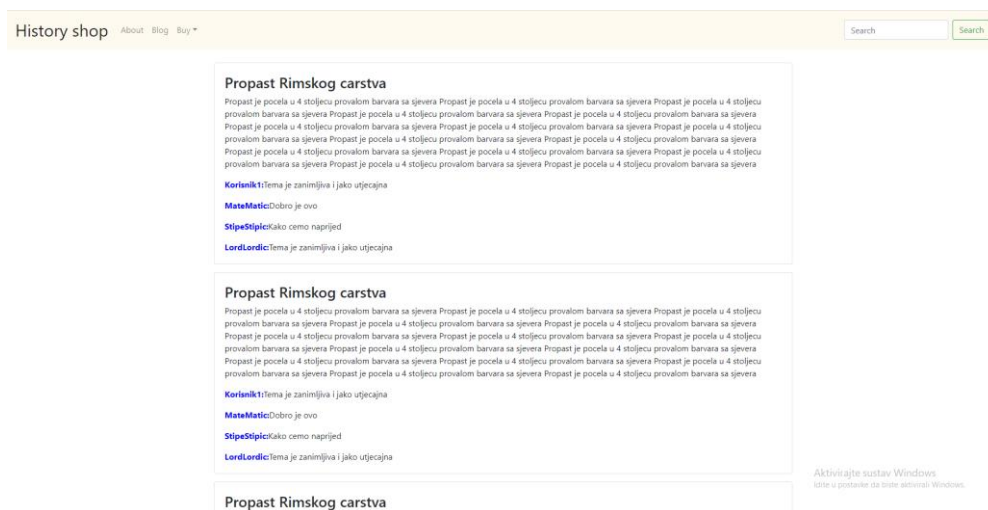 History shop About Blog Buy Search Search
Propast Rimskog carstva
Propast je pocela u 4 stoljecu provalom barvara sa sjevera Propast je pocela u 4 stoljecu provalom barvara sa sjevera Propast je pocela u 4 stoljecu
provalom barvara sa sjevera Propast je pocela u 4 stoljecu provalom barvara sa sjevera Propast je pocela u 4 stoljecu provalom barvara sa sjevera
Propast je pocela u 4 stoljecu provalom barvara sa sjevera Propast je pocela u 4 stoljecu provalom barvara sa sjevera Propast je pocela u 4 stoljecu
provalom barvara sa sjevera Propast je pocela u 4 stoljecu provalom barvara sa sjevera Propast je pocela u 4 stoljecu provalom barvara sa sjevera
Propast je pocela u 4 stoljecu provalom barvara sa sjevera Propast je pocela u 4 stoljecu provalom barvara sa sjevera Propast je pocela u 4 stoljecu
provalom barvara sa sjevera Propast je pocela u 4 stoljecu provalom barvara sa sjevera Propast je pocela u 4 stoljecu provalom barvara sa sjevera
Korisnik1:Tema je zanimljiva i jako utjecajna
MateMatic:Dobro je ovo
StipeStipic:Kako cemo naprijed
LordLordic:Tema je zanimljiva i jako utjecajna
Propast Rimskog carstva
Propast je pocela u 4 stoljecu provalom barvara sa sjevera Propast je pocela u 4 stoljecu provalom barvara sa sjevera Propast je pocela u 4 stoljecu
provalom barvara sa sjevera Propast je pocela u 4 stoljecu provalom barvara sa sjevera Propast je pocela u 4 stoljecu provalom barvara sa sjevera
Propast je pocela u 4 stoljecu provalom barvara sa sjevera Propast je pocela u 4 stoljecu provalom barvara sa sjevera Propast je pocela u 4 stoljecu
provalom barvara sa sjevera Propast je pocela u 4 stoljecu provalom barvara sa sjevera Propast je pocela u 4 stoljecu provalom barvara sa sjevera
Propast je pocela u 4 stoljecu provalom barvara sa sjevera Propast je pocela u 4 stoljecu provalom barvara sa sjevera Propast je pocela u 4 stoljecu
provalom barvara sa sjevera Propast je pocela u 4 stoljecu provalom barvara sa sjevera Propast je pocela u 4 stoljecu provalom barvara sa sjevera
Korisnik1:Tema je zanimljiva i jako utjecajna
MateMatic:Dobro je ovo
StipeStipic:Kako cemo naprijed
LordLordic:Tema je zanimljiva i jako utjecajna
Aktivirajte sustav Windows
Idite u postavke da biste aktivirali Windows.
Propast Rimskog carstva